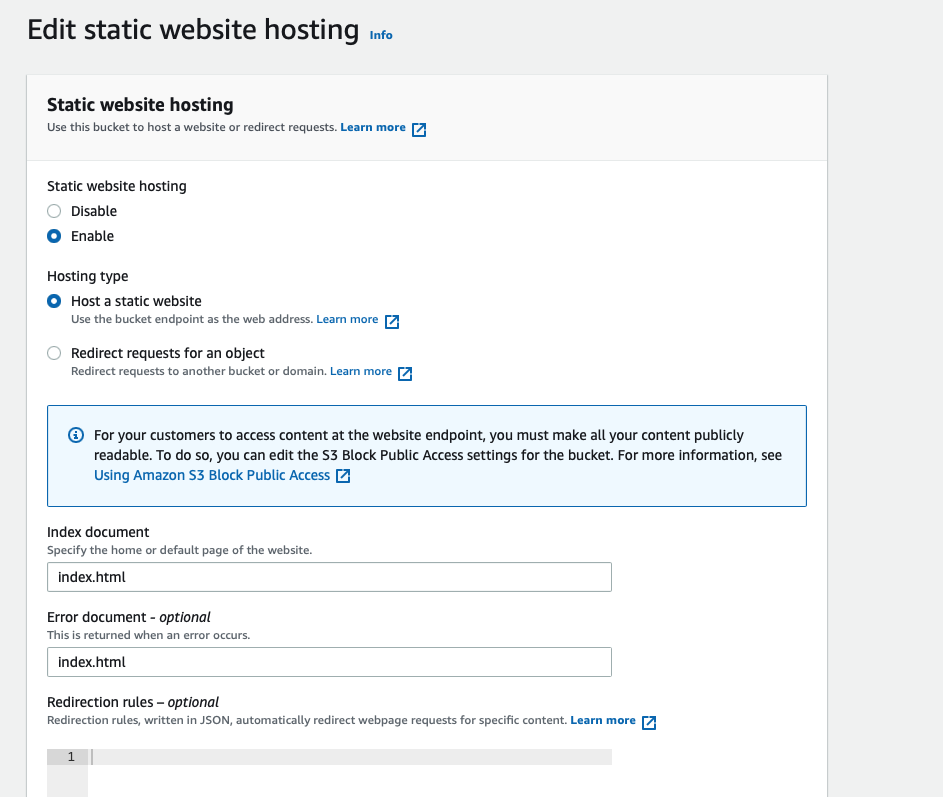 Edit static website hosting Info
Static website hosting
Use this bucket to host a website or redirect requests. Learn more
Static website hosting
Disable
Enable
Hosting type
Host a static website
Use the bucket endpoint as the web address. Learn more
Redirect requests for an object
Redirect requests to another bucket or domain. Learn more
For your customers to access content at the website endpoint, you must make all your content publicly
readable. To do so, you can edit the S3 Block Public Access settings for the bucket. For more information, see
Using Amazon S3 Block Public Access
Index document
Specify the home or default page of the website.
index.html
Error document - optional
This is returned when an error occurs.
index.html
Redirection rules – optional
Redirection rules, written in JSON, automatically redirect webpage requests for specific content. Learn more
1